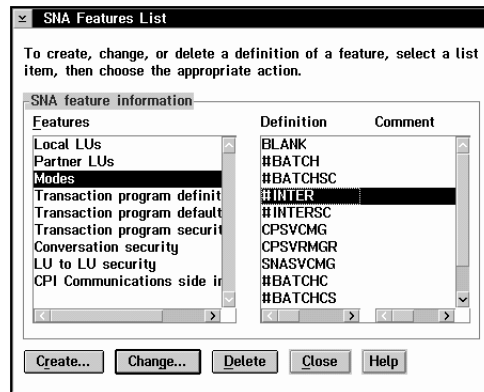 SNA Features List
To create, change, or delete a definition of a feature, select a list
item, then choose the appropriate action.
SNA feature information
Features
Local LUs
Partner LUs
Modes
Transaction program definit
Transaction program default
Transaction program securit
Conversation security
LU to LU security
CPI Communications side in
Definition Comment
BLANK
#BATCH
#BATCHSC
#INTER
#INTERSC
CPSVCMG
CPSVRMGR
SNASVCMG
#BATCHC
#BATCHCS
Create... Change... Delete Close Help